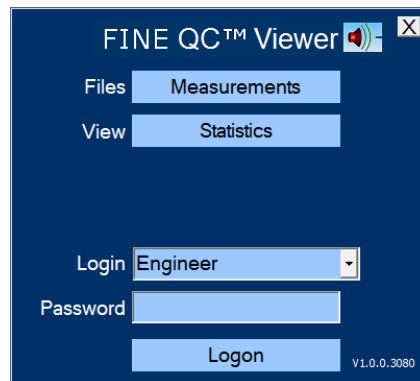 FINE QC™ Viewer X
Files Measurements
View Statistics
Login Engineer
Password
Logon
V1.0.0.3080